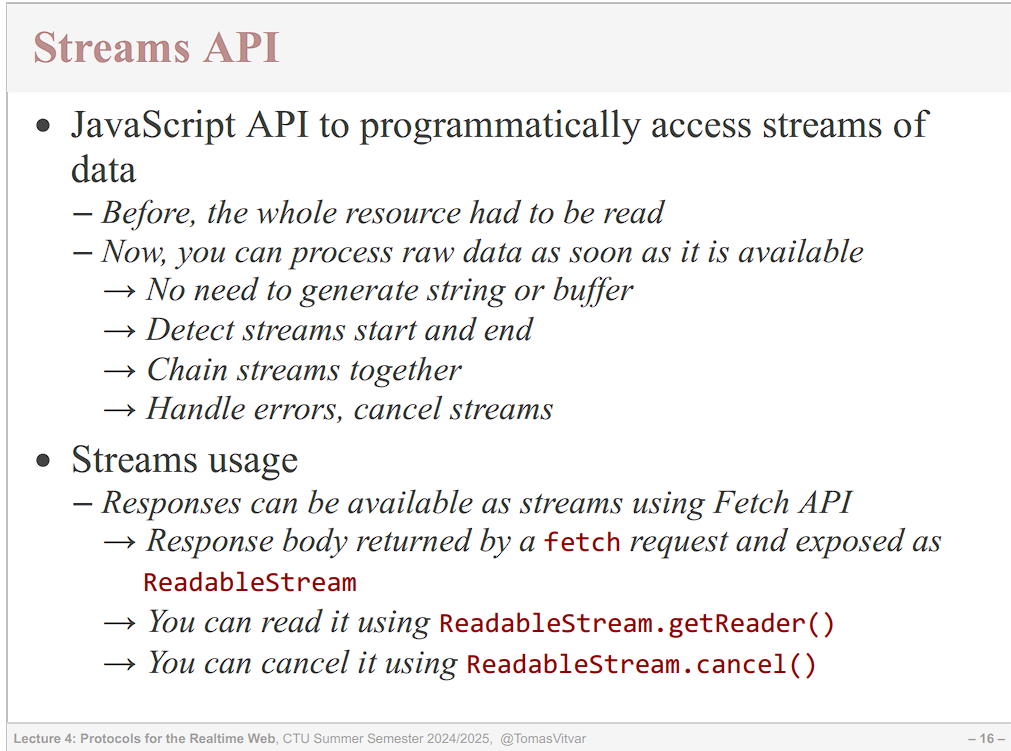 Streams API
• JavaScript API to programmatically access streams of
data
– Before, the whole resource had to be read
– Now, you can process raw data as soon as it is available
→ No need to generate string or buffer
→ Detect streams start and end
→ Chain streams together
→ Handle errors, cancel streams
• Streams usage
– Responses can be available as streams using Fetch API
→ Response body returned by a fetch request and exposed as
ReadableStream
→ You can read it using ReadableStream.getReader()
→ You can cancel it using ReadableStream.cancel()
Lecture 4: Protocols for the Realtime Web, CTU Summer Semester 2024/2025, @TomasVitvar – 16 –